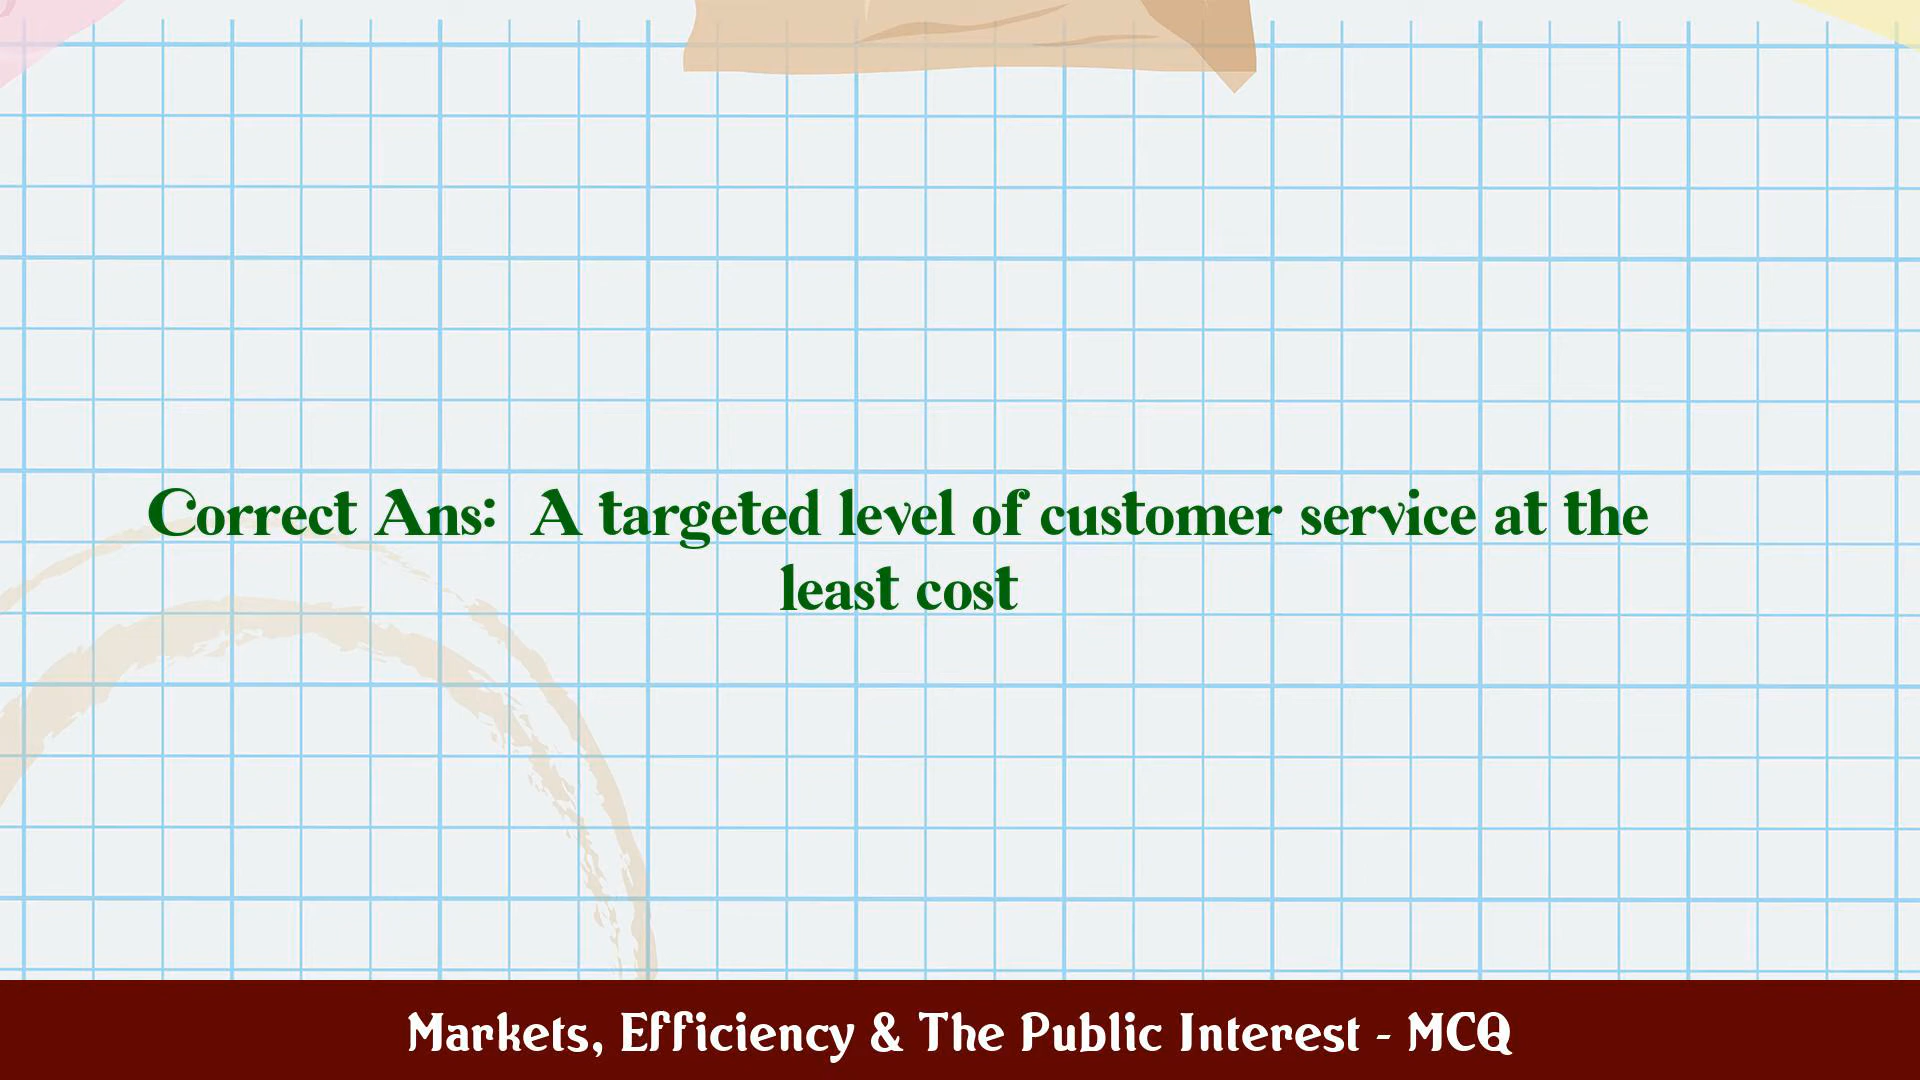 Correct Ans:  A targeted level of customer service at the
least cost
Markets, Efficiency & The Public Interest - MCQ